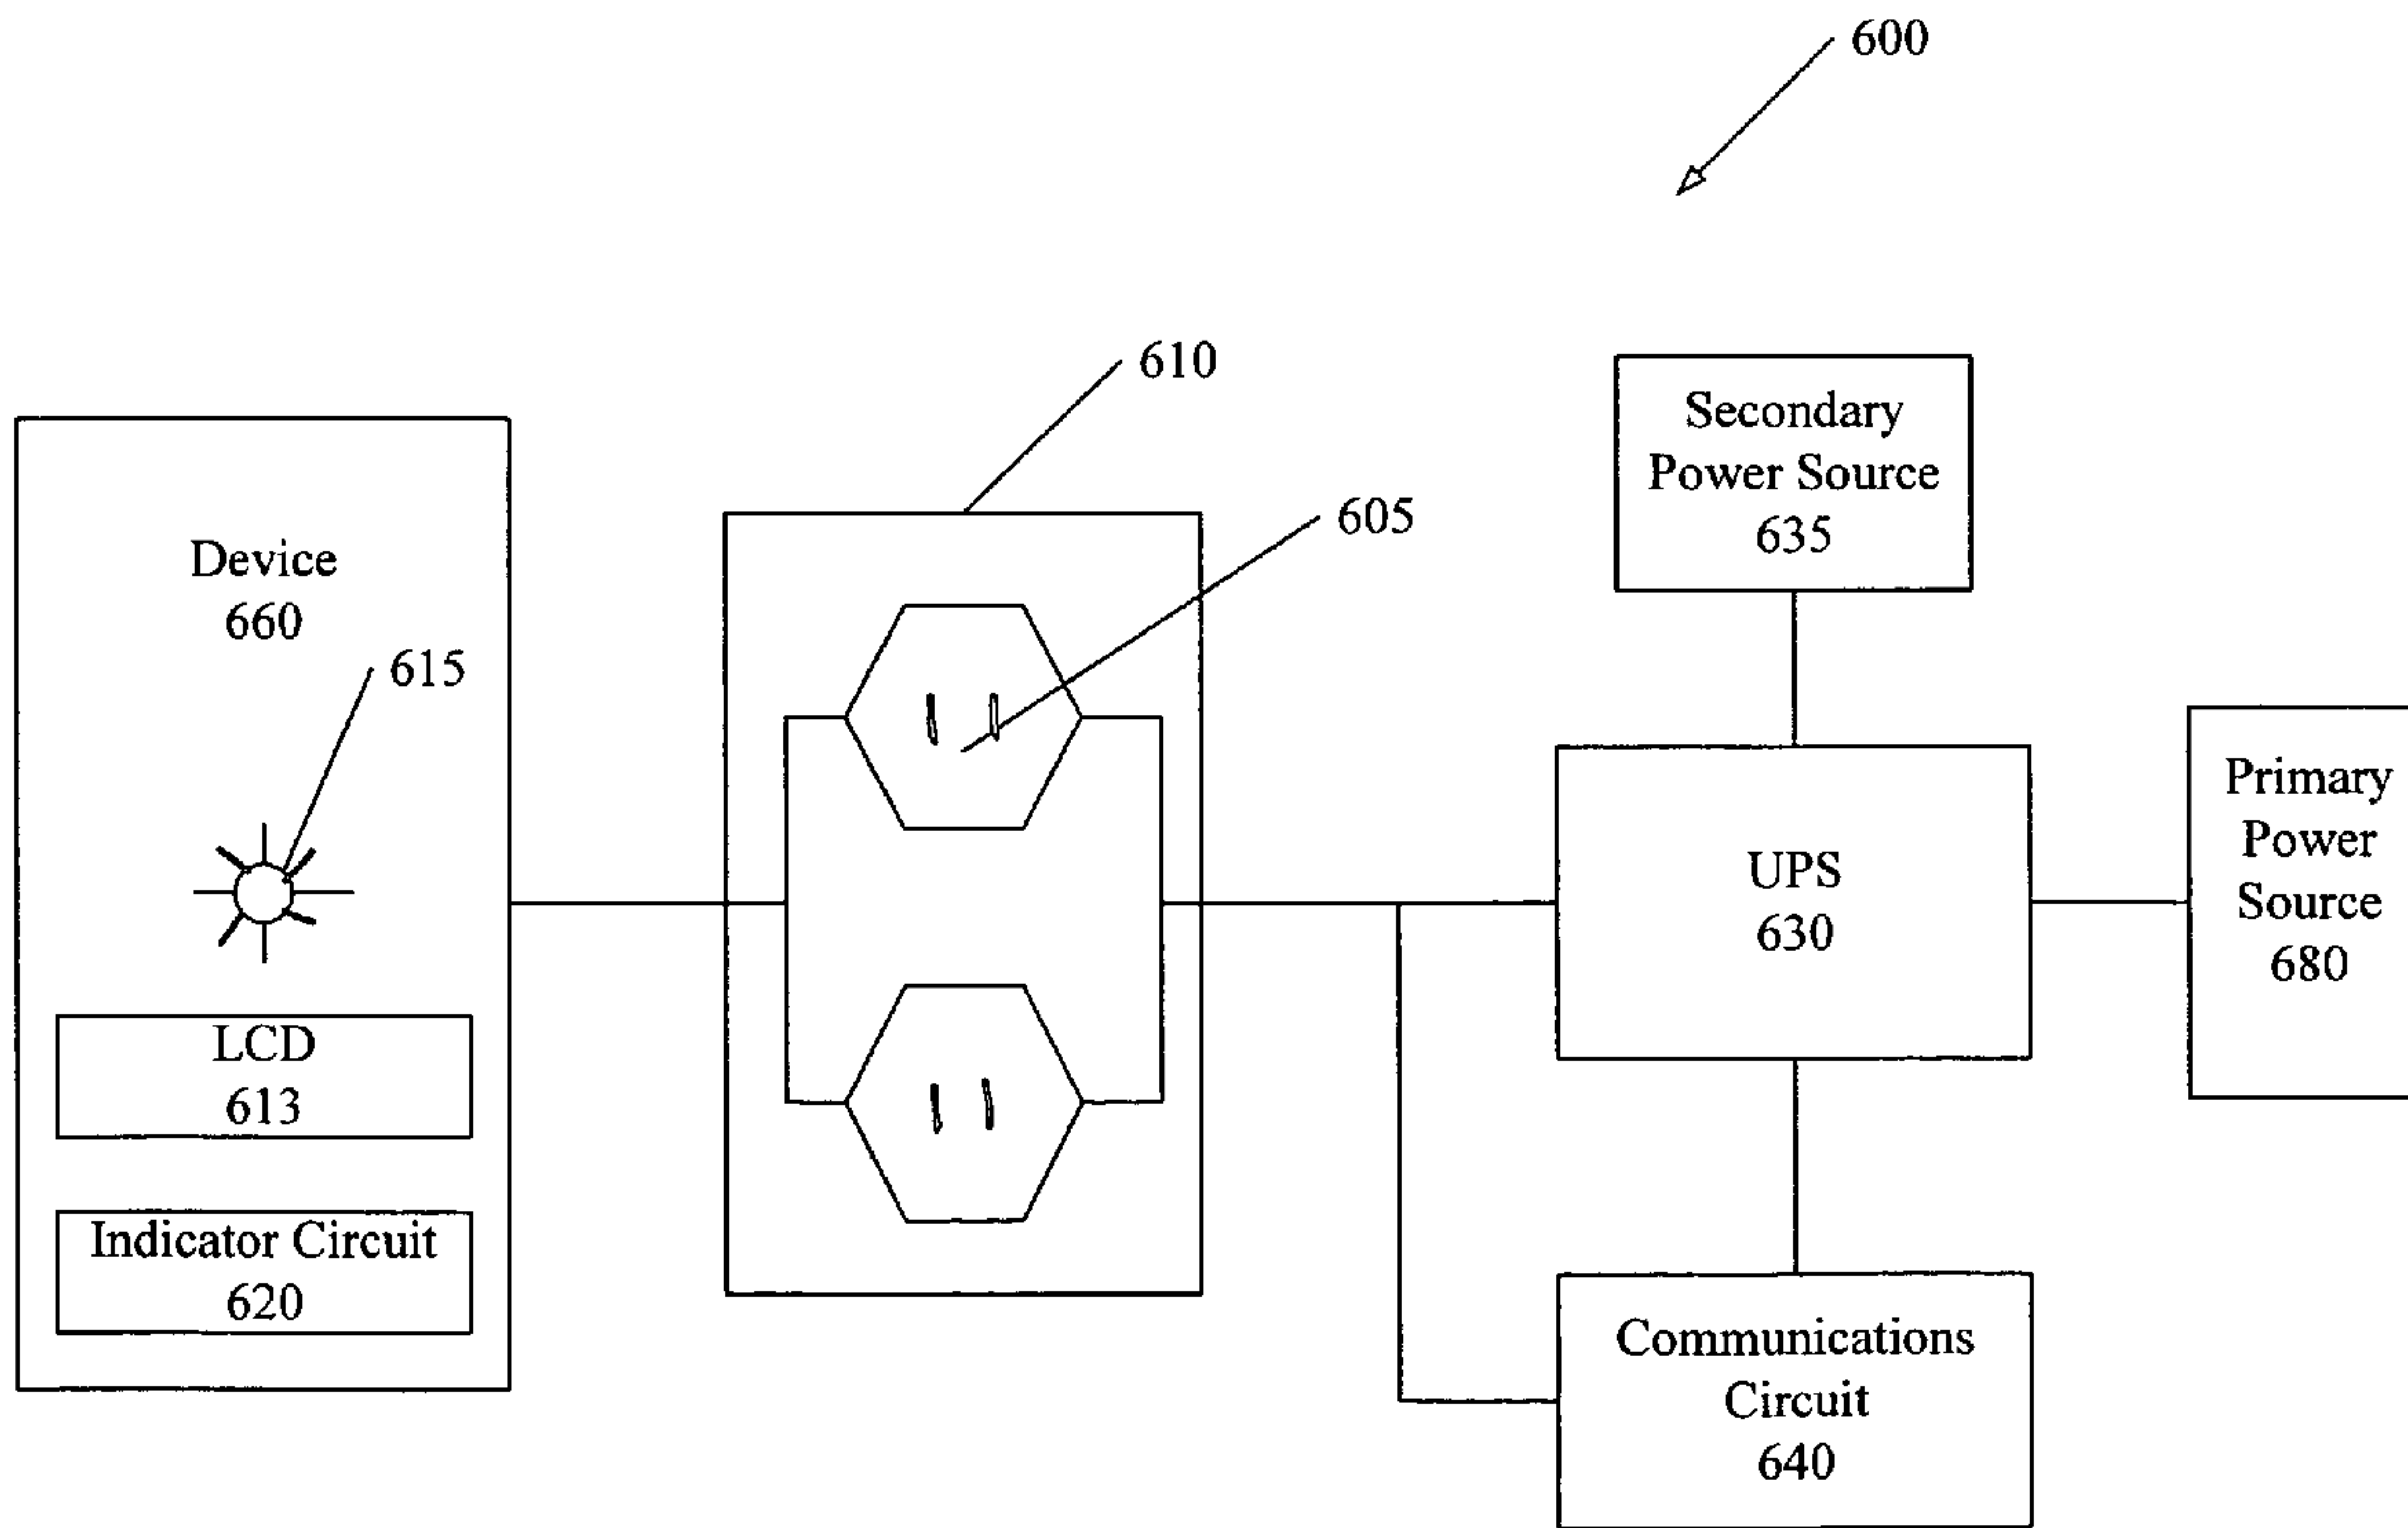 600
610
605
Secondary
Power Source
635
Device
660
615
Primary
Power
Source
680
UPS
630
LCD
613
Indicator Circuit
620
Communications
Circuit
640